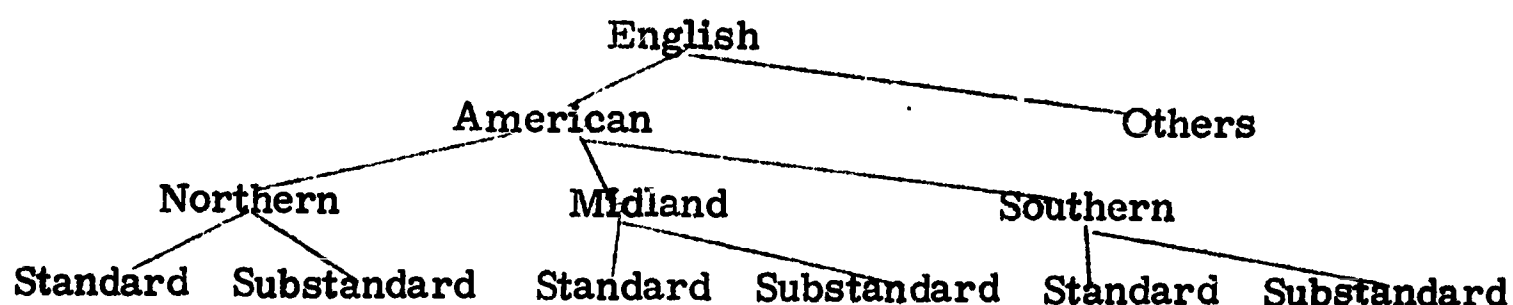 English
American Others
Northern Midland Southern
Standard Substandard Standard Substandard Standard Substandard